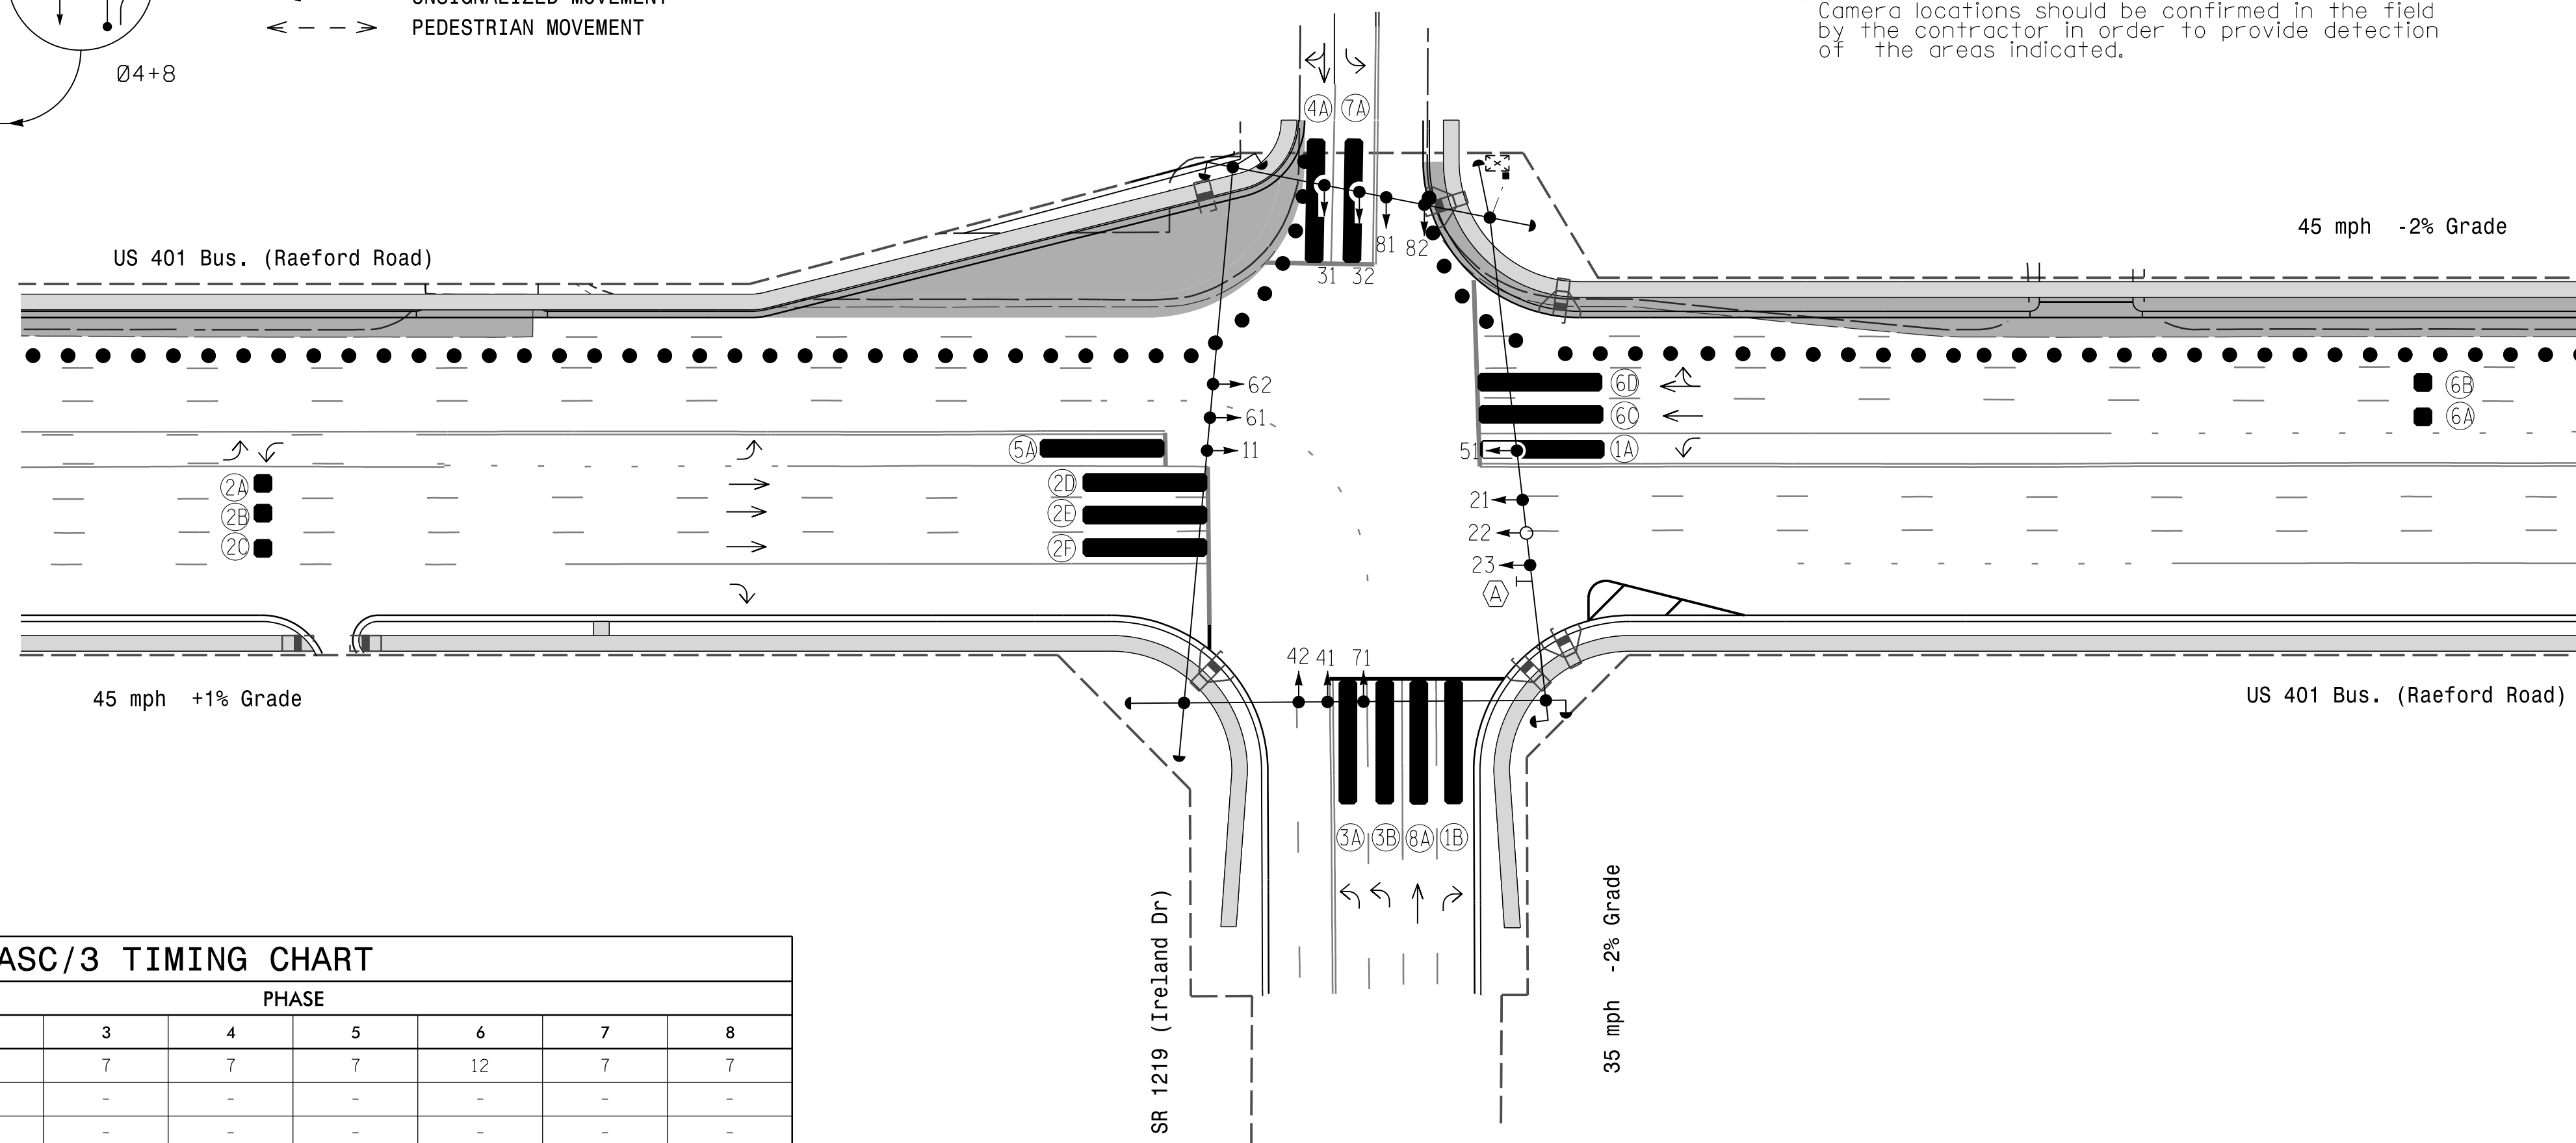 UNSIGNALIZED MOVEMENT
PEDESTRIAN MOVEMENT
Ø4+8
Camera locations should be confirmed in the field
by the contractor in order to provide detection
of the areas indicated.
4A 7A
45 mph -2% Grade
US 401 Bus. (Raeford Road)
81 82
31 32
62
61
11
6D
6C
1A
6B
6A
5A
51
2A
2B
2C
2D
2E
2F
21
22
23
A
42 41 71
45 mph +1% Grade
US 401 Bus. (Raeford Road)
3A 3B 8A 1B
SR 1219 (Ireland Dr)
35 mph -2% Grade
ASC/3 TIMING CHART
PHASE
3 4 5 6 7 8
7 7 7 12 7 7
- - - - - -
- - - - - -